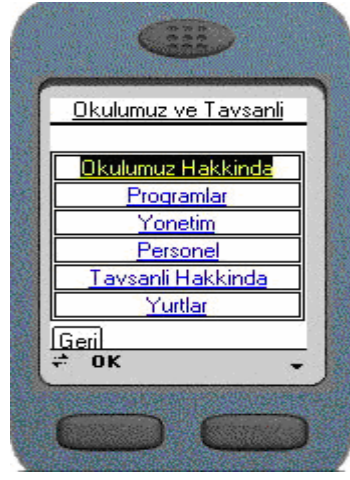 Okulumuz ve Tavsanli
Okulumuz Hakkinda
Programlar
Yonetim
Personel
Tavsanli Hakkinda
Yurtlar
Geri
OK